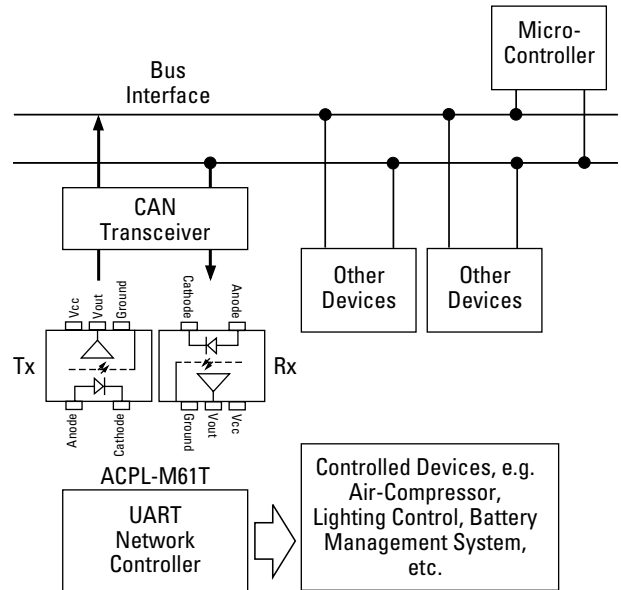 Micro-
Controller
Bus
Interface
CAN
Transceiver
Other
Devices
Other
Devices
Vcc
Vout
Ground
Cathode
Anode
Tx
Rx
Anode
Cathode
Ground
Vout
Vcc
ACPL-M61T
UART
Network
Controller
Controlled Devices, e.g.
Air-Compressor,
Lighting Control, Battery
Management System,
etc.